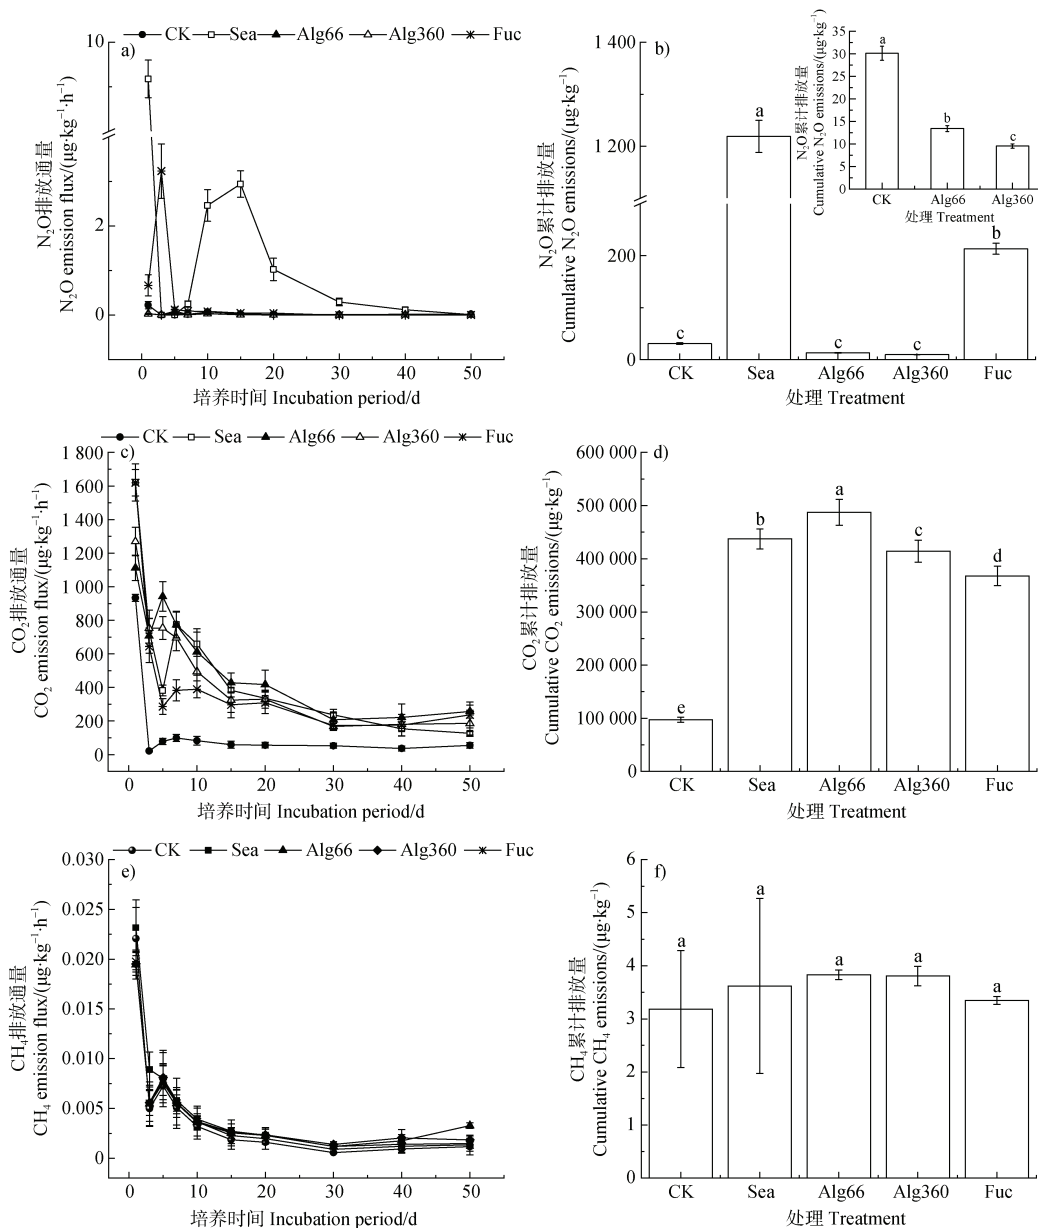 CK Sea Alg66 Alg360 Fuc
a)
10
2
0
N₂O排放通量
N₂O emission flux/(μg·kg⁻¹·h⁻¹)
0 10 20 30 40 50
培养时间 Incubation period/d
b)
1 400
1 200
200
0
N₂O累计排放量
Cumulative N₂O emissions/(μg·kg⁻¹)
c a c c b
CK Sea Alg66 Alg360 Fuc
处理 Treatment
35
30
25
20
15
10
5
0
N₂O累计排放量
Cumulative N₂O emissions/(μg·kg⁻¹)
a b c
CK Alg66 Alg360
处理 Treatment
CK Sea Alg66 Alg360 Fuc
c)
1 800
1 600
1 400
1 200
1 000
800
600
400
200
0
CO₂排放通量
CO₂ emission flux/(μg·kg⁻¹·h⁻¹)
0 10 20 30 40 50
培养时间 Incubation period/d
d)
600 000
500 000
400 000
300 000
200 000
100 000
0
CO₂累计排放量
Cumulative CO₂ emissions/(μg·kg⁻¹)
e b a c d
CK Sea Alg66 Alg360 Fuc
处理 Treatment
CK Sea Alg66 Alg360 Fuc
e)
0.030
0.025
0.020
0.015
0.010
0.005
0
CH₄排放通量
CH₄ emission flux/(μg·kg⁻¹·h⁻¹)
0 10 20 30 40 50
培养时间 Incubation period/d
f)
6
5
4
3
2
1
0
CH₄累计排放量
Cumulative CH₄ emissions/(μg·kg⁻¹)
a a a a a
CK Sea Alg66 Alg360 Fuc
处理 Treatment